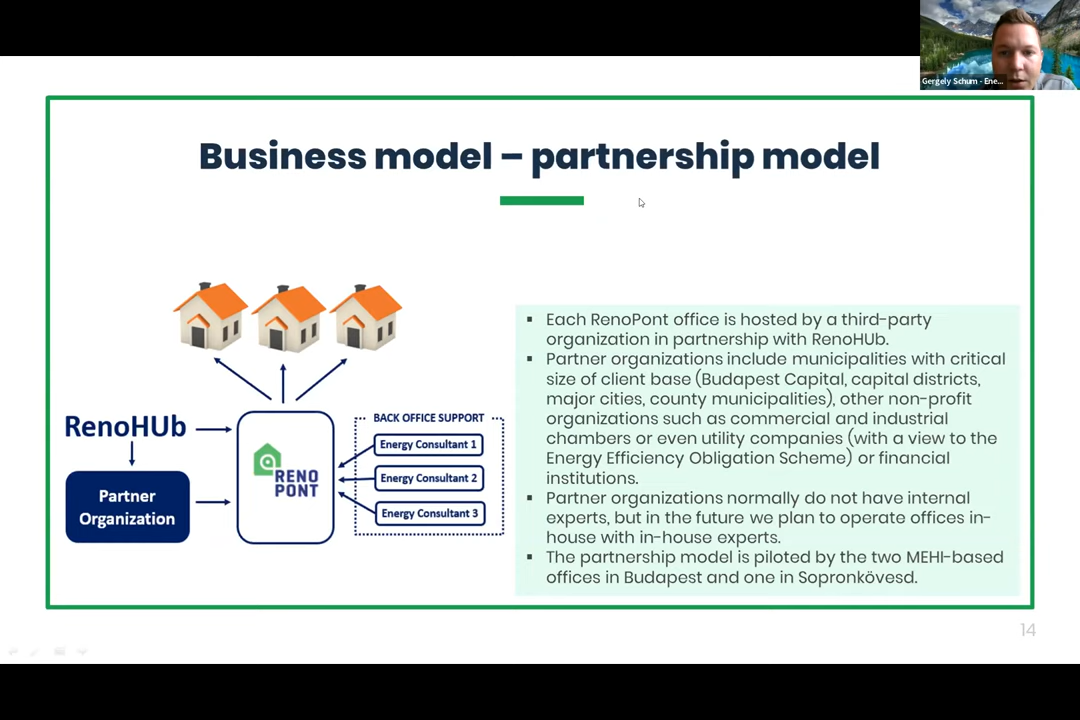 Gergely Schum - Ene...
Business model – partnership model
RenoHUb
Partner
Organization
RENO
PONT
BACK OFFICE SUPPORT
Energy Consultant 1
Energy Consultant 2
Energy Consultant 3
▪ Each RenoPont office is hosted by a third-party
organization in partnership with RenoHUb.
▪ Partner organizations include municipalities with critical
size of client base (Budapest Capital, capital districts,
major cities, county municipalities), other non-profit
organizations such as commercial and industrial
chambers or even utility companies (with a view to the
Energy Efficiency Obligation Scheme) or financial
institutions.
▪ Partner organizations normally do not have internal
experts, but in the future we plan to operate offices in-
house with in-house experts.
▪ The partnership model is piloted by the two MEHI-based
offices in Budapest and one in Sopronkövesd.
14